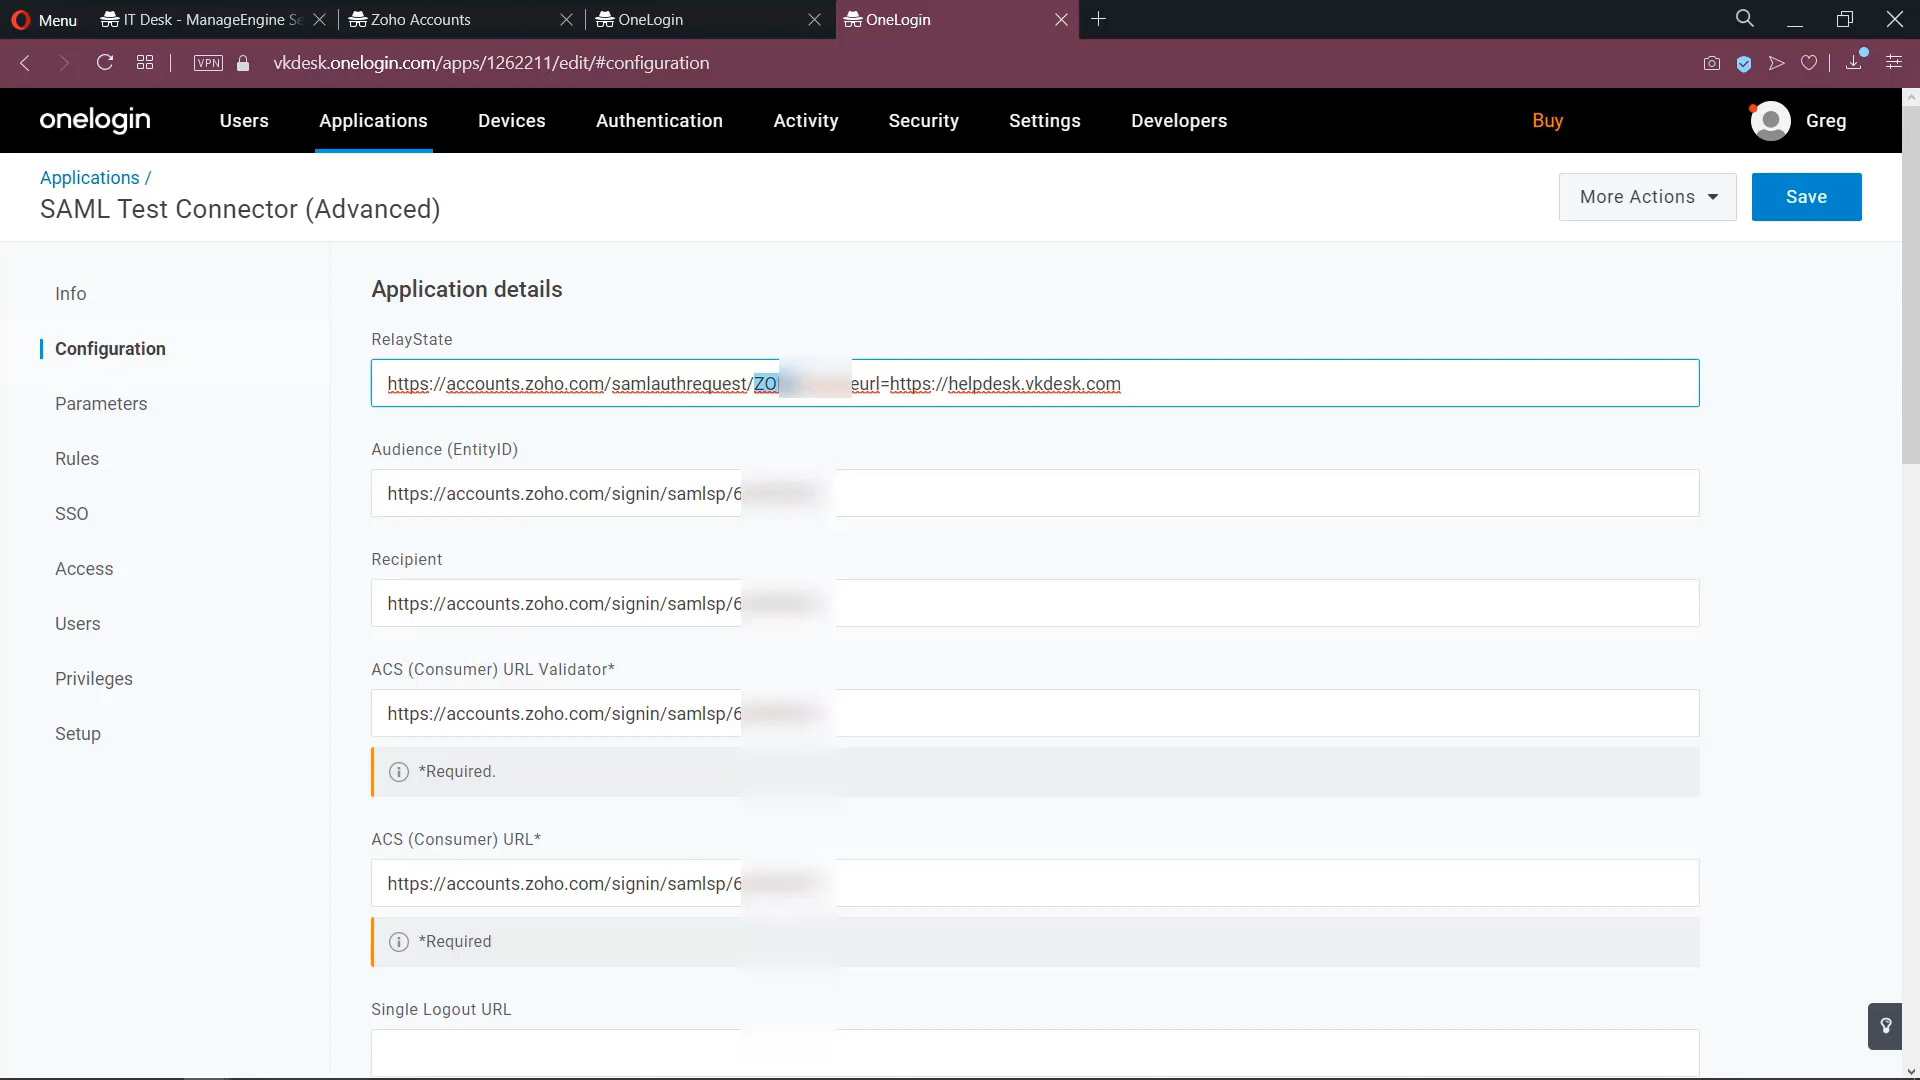 Menu
IT Desk - ManageEngine Se
Zoho Accounts
OneLogin
OneLogin
VPN
vkdesk.onelogin.com/apps/1262211/edit/#configuration
onelogin
Users
Applications
Devices
Authentication
Activity
Security
Settings
Developers
Buy
Greg
Applications /
SAML Test Connector (Advanced)
More Actions
Save
Info
Configuration
Parameters
Rules
SSO
Access
Users
Privileges
Setup
Application details
RelayState
https://accounts.zoho.com/samlauthrequest/ZO eurl=https://helpdesk.vkdesk.com
Audience (EntityID)
https://accounts.zoho.com/signin/samlsp/6
Recipient
https://accounts.zoho.com/signin/samlsp/6
ACS (Consumer) URL Validator*
https://accounts.zoho.com/signin/samlsp/6
*Required.
ACS (Consumer) URL*
https://accounts.zoho.com/signin/samlsp/6
*Required
Single Logout URL